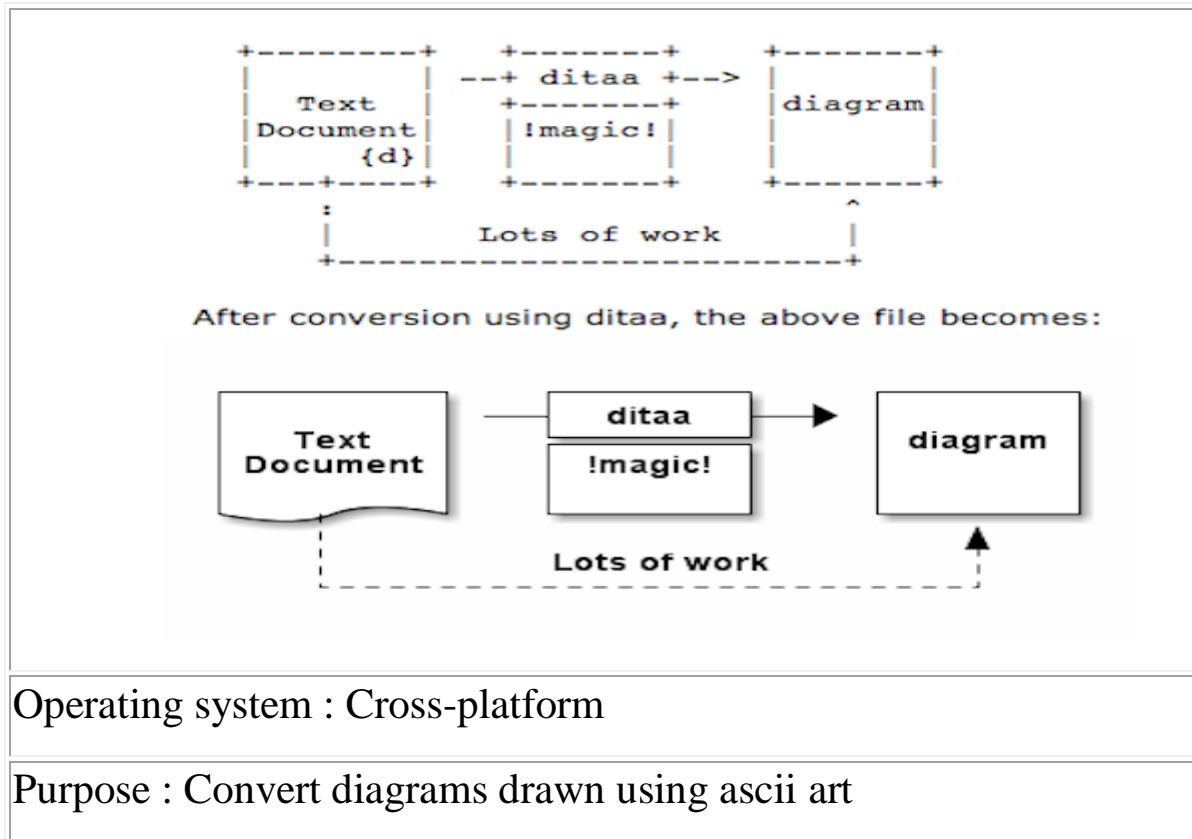 +--------+   +-------+    +-------+
|        | --+ ditaa +--> |       |
|  Text  |   +-------+    |diagram|
|Document|   |!magic!|    |       |
|     {d}|   |       |    |       |
+---+----+   +-------+    +-------+
    :                         ^
    |       Lots of work      |
    +-------------------------+
After conversion using ditaa, the above file becomes:
ditaa
Text
Document
!magic!
diagram
Lots of work
Operating system : Cross-platform
Purpose : Convert diagrams drawn using ascii art